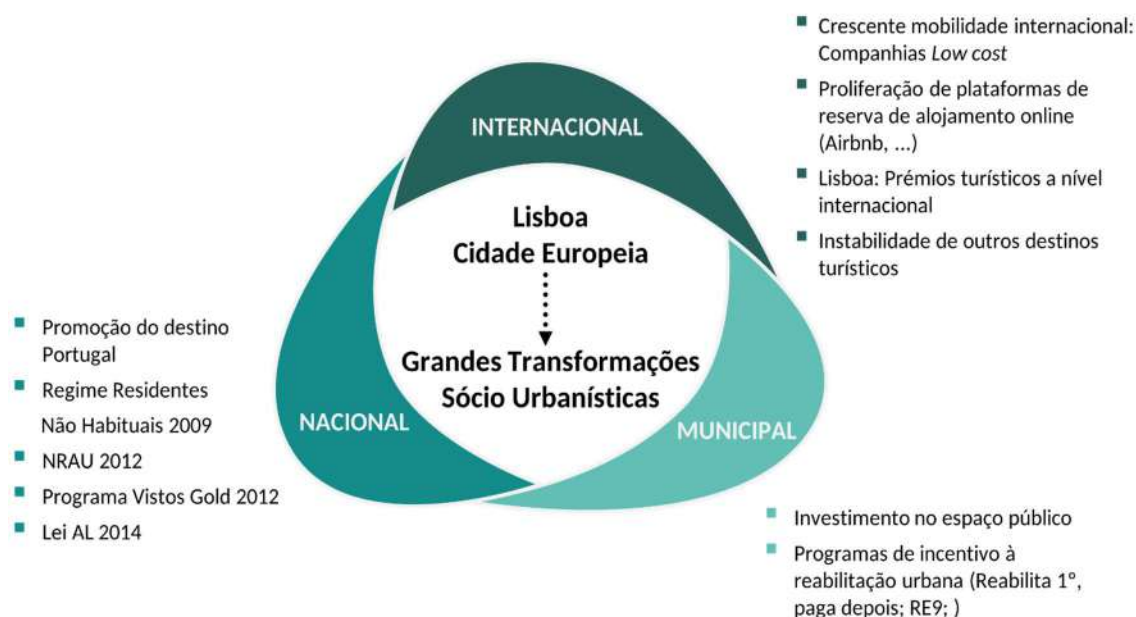 Crescente mobilidade internacional:
Companhias Low cost
Proliferação de plataformas de
reserva de alojamento online
(Airbnb, ...)
Lisboa: Prémios turísticos a nível
internacional
Instabilidade de outros destinos
turísticos
INTERNACIONAL
Lisboa
Cidade Europeia
Grandes Transformações
Sócio Urbanísticas
NACIONAL
MUNICIPAL
Promoção do destino
Portugal
Regime Residentes
Não Habituais 2009
NRAU 2012
Programa Vistos Gold 2012
Lei AL 2014
Investimento no espaço público
Programas de incentivo à
reabilitação urbana (Reabilita 1º,
paga depois; RE9; )